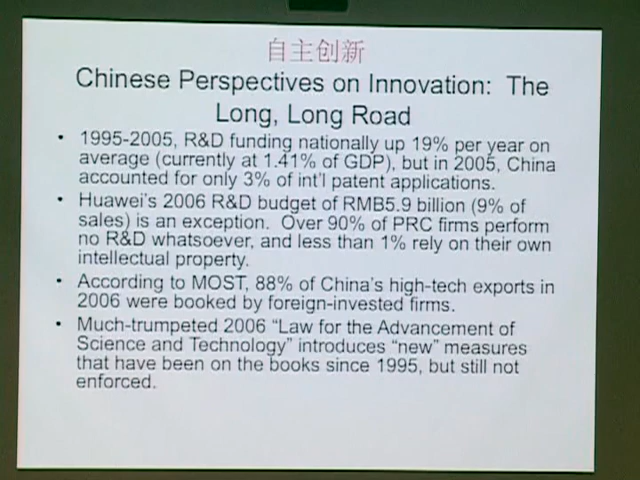 自主创新
Chinese Perspectives on Innovation: The
Long, Long Road
• 1995-2005, R&D funding nationally up 19% per year on
average (currently at 1.41% of GDP), but in 2005, China
accounted for only 3% of int'l patent applications.
• Huawei's 2006 R&D budget of RMB5.9 billion (9% of
sales) is an exception. Over 90% of PRC firms perform
no R&D whatsoever, and less than 1% rely on their own
intellectual property.
• According to MOST, 88% of China's high-tech exports in
2006 were booked by foreign-invested firms.
• Much-trumpeted 2006 “Law for the Advancement of
Science and Technology” introduces “new” measures
that have been on the books since 1995, but still not
enforced.